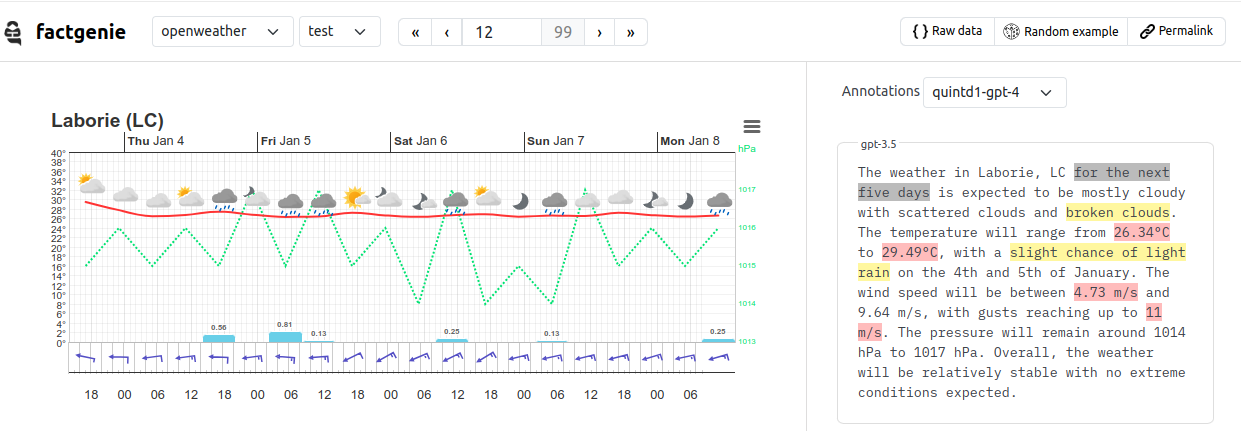 factgenie
openweather
test
«
‹
12
99
›
»
{} Raw data
Random example
Permalink
Laborie (LC)
Thu Jan 4
Fri Jan 5
Sat Jan 6
Sun Jan 7
Mon Jan 8
hPa
40°
38°
36°
34°
32°
30°
28°
26°
24°
22°
20°
18°
16°
14°
12°
10°
8°
6°
4°
2°
0°
1017
1016
1015
1014
1013
0.56
0.81
0.13
0.25
0.13
0.25
18 00 06 12 18 00 06 12 18 00 06 12 18 00 06 12 18 00 06
Annotations
quintd1-gpt-4
gpt-3.5
The weather in Laborie, LC for the next
five days is expected to be mostly cloudy
with scattered clouds and broken clouds.
The temperature will range from 26.34°C
to 29.49°C, with a slight chance of light
rain on the 4th and 5th of January. The
wind speed will be between 4.73 m/s and
9.64 m/s, with gusts reaching up to 11
m/s. The pressure will remain around 1014
hPa to 1017 hPa. Overall, the weather
will be relatively stable with no extreme
conditions expected.